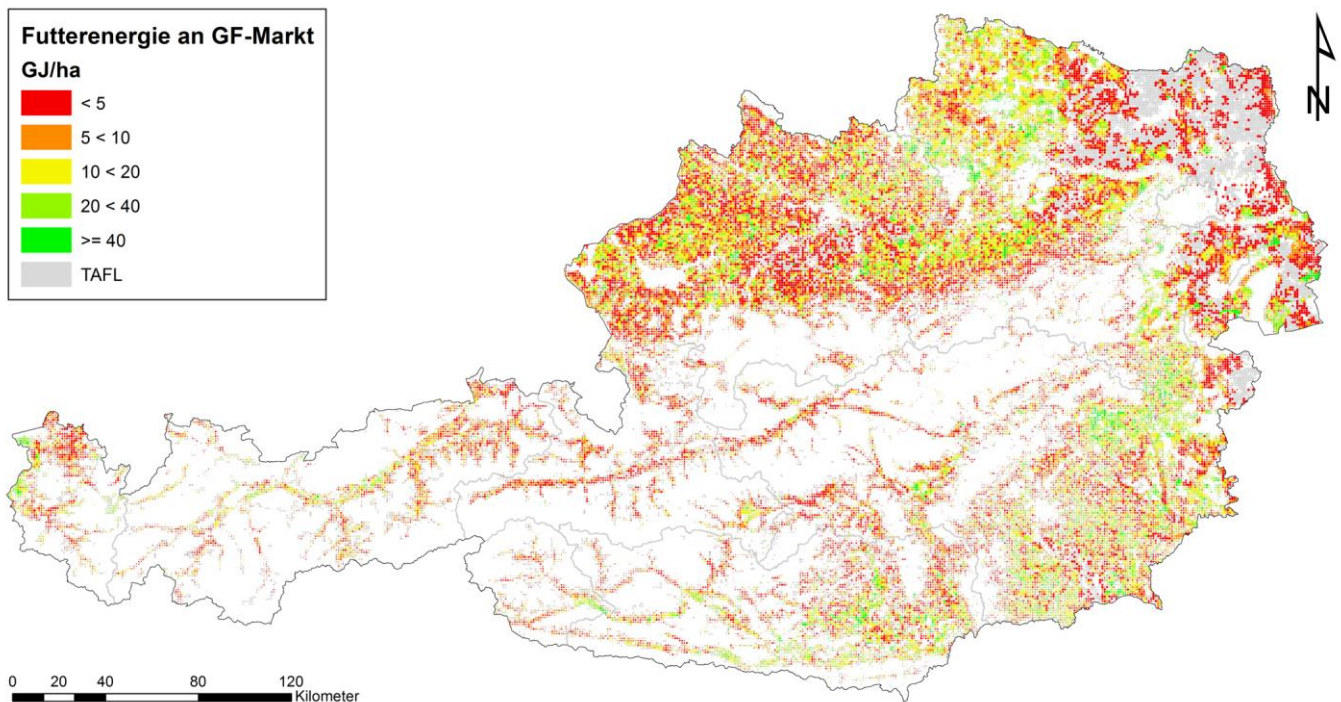 Futterenergie an GF-Markt
GJ/ha
< 5
5 < 10
10 < 20
20 < 40
>= 40
TAFL
N
0 20 40 80 120
Kilometer